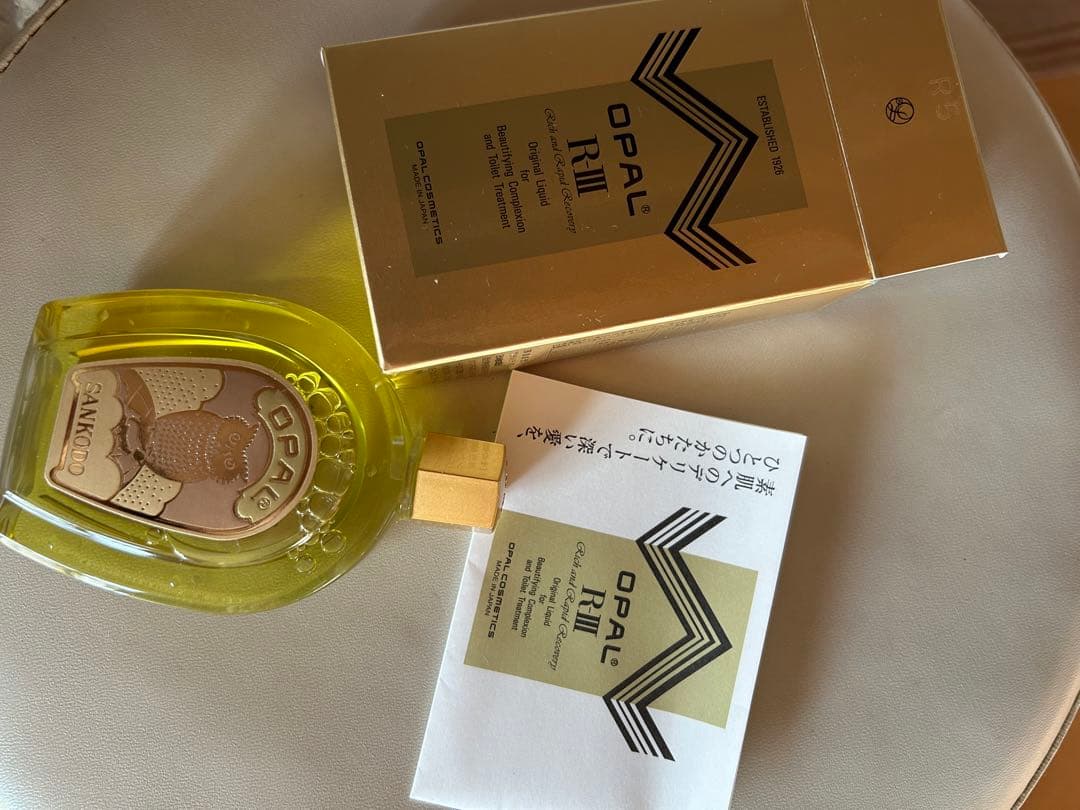 R5
ESTABLISHED 1926
OPAL®
R-III
Rich and Rapid Recovery
Original Liquid
for
Beautifying Complexion
and Toilet Treatment
OPAL COSMETICS
MADE IN JAPAN
OPAL®
SANKODO
素肌へのデリケートで深い愛を、
ひとつのかたちに。
OPAL®
R-III
Rich and Rapid Recovery
Original Liquid
for
Beautifying Complexion
and Toilet Treatment
OPAL COSMETICS
MADE IN JAPAN